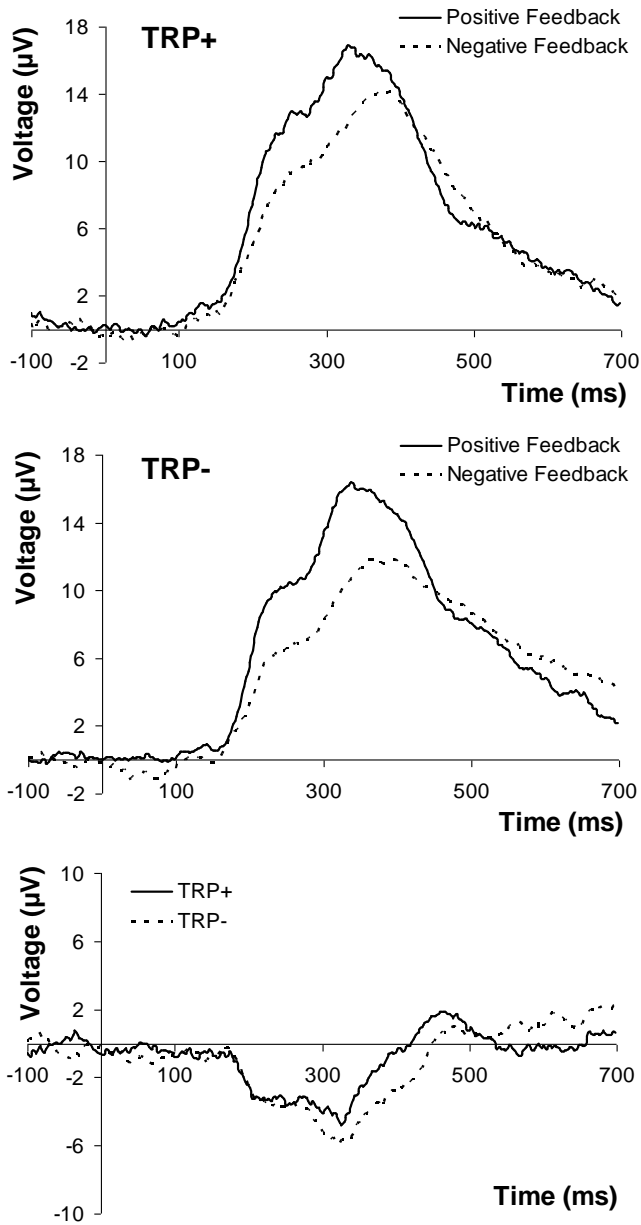 TRP+
Positive Feedback
Negative Feedback
Voltage (µV)
18
14
10
6
2
-2
-100 100 300 500 700
Time (ms)
TRP-
Positive Feedback
Negative Feedback
Voltage (µV)
18
14
10
6
2
-2
-100 100 300 500 700
Time (ms)
TRP+
TRP-
Voltage (µV)
10
6
2
-2
-6
-10
-100 100 300 500 700
Time (ms)